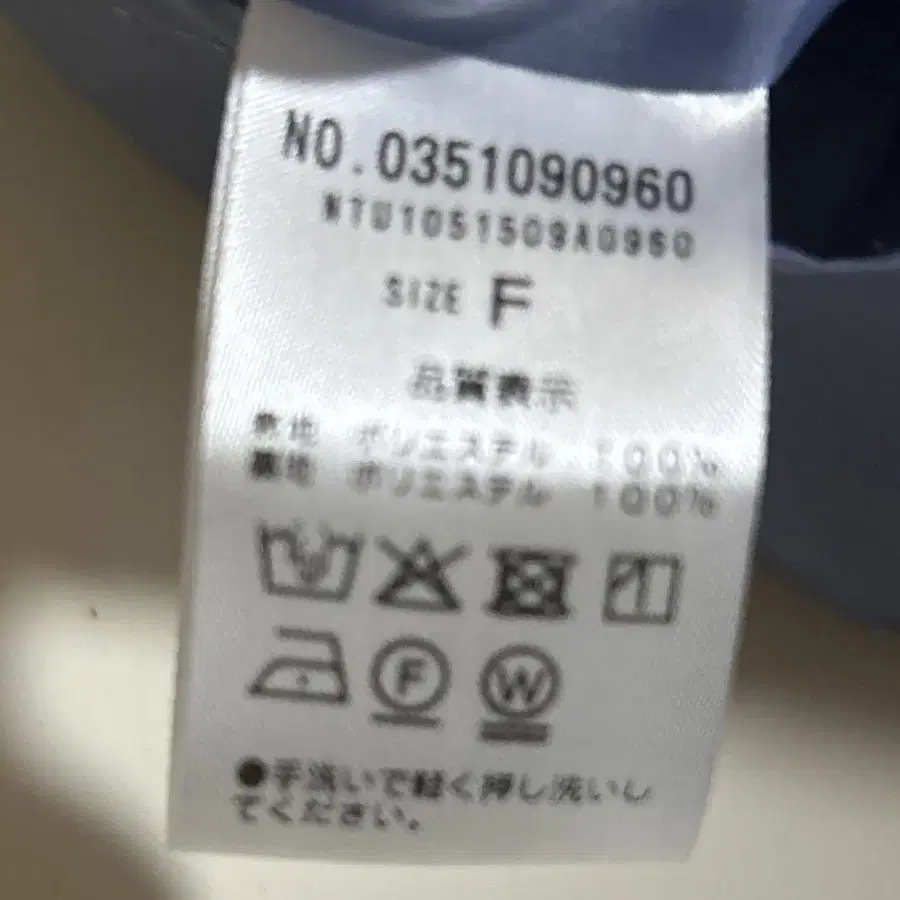 NO.0351090960
NTU1051509A0960
SIZE F
品質表示
表地 ポリエステル 100%
裏地 ポリエステル 100%
F
W
●手洗いで軽く押し洗いし
てください。